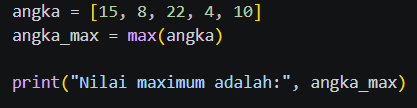 angka = [15, 8, 22, 4, 10]
angka_max = max(angka)
print("Nilai maximum adalah:", angka_max)